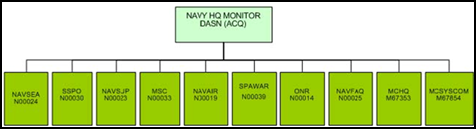 NAVY HQ MONITOR
DASN (ACQ)
NAVSEA
N00024
SSPO
N00030
NAVSUP
N00023
MSC
N00033
NAVAIR
N00019
SPAWAR
N00039
ONR
N00014
NAVFAC
N00025
MCHQ
M67353
MCSYSCOM
M67854